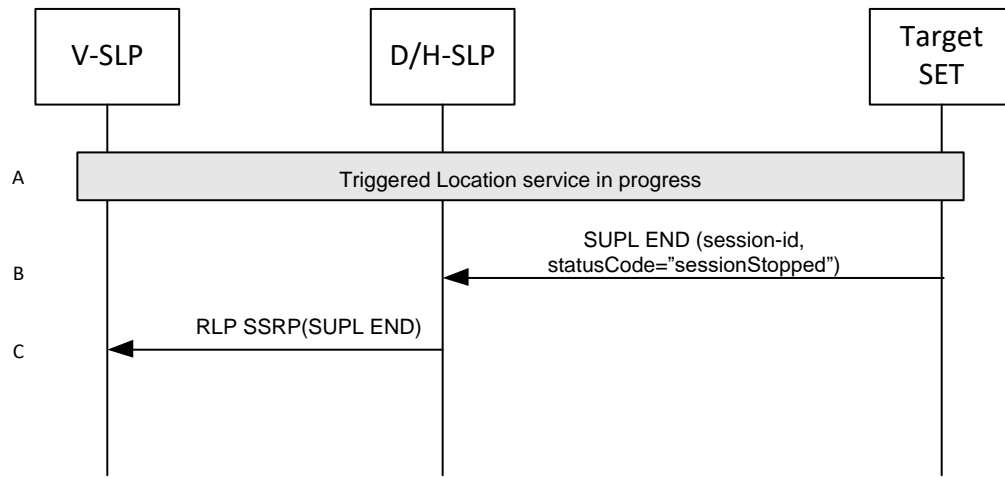 V-SLP
D/H-SLP
Target
SET
A
Triggered Location service in progress
SUPL END (session-id,
statusCode=”sessionStopped”)
B
RLP SSRP(SUPL END)
C